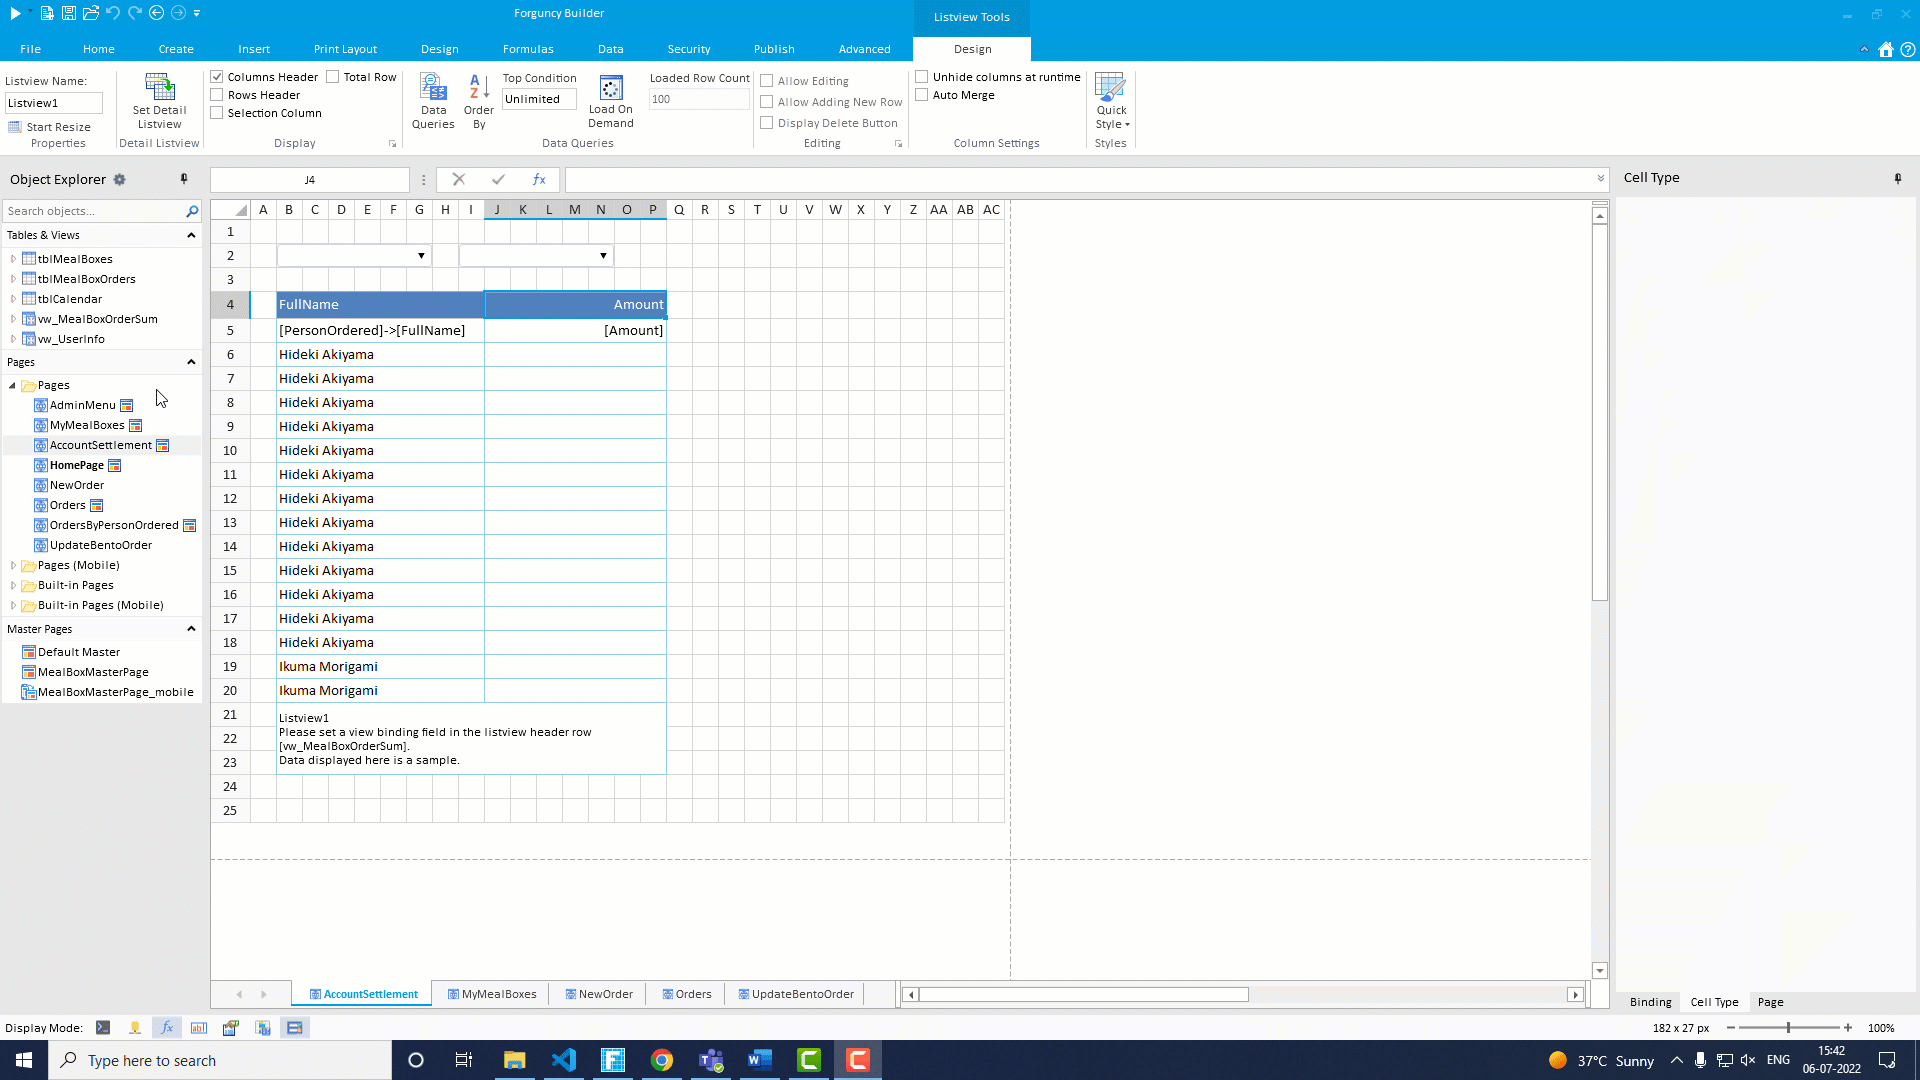 Forguncy Builder
Listview Tools
File Home Create Insert Print Layout Design Formulas Data Security Publish Advanced Design
Listview Name:
Listview1
Start Resize
Properties
Set Detail
Listview
Detail Listview
Columns Header Total Row
Rows Header
Selection Column
Display
Data
Queries
Order
By
Top Condition
Unlimited
Load On
Demand
Loaded Row Count
100
Data Queries
Allow Editing
Allow Adding New Row
Display Delete Button
Editing
Unhide columns at runtime
Auto Merge
Column Settings
Quick
Style
Styles
Object Explorer
J4
fx
Cell Type
Search objects...
Tables & Views
tblMealBoxes
tblMealBoxOrders
tblCalendar
vw_MealBoxOrderSum
vw_UserInfo
Pages
Pages
AdminMenu
MyMealBoxes
AccountSettlement
HomePage
NewOrder
Orders
OrdersByPersonOrdered
UpdateBentoOrder
Pages (Mobile)
Built-in Pages
Built-in Pages (Mobile)
Master Pages
Default Master
MealBoxMasterPage
MealBoxMasterPage_mobile
A B C D E F G H I J K L M N O P Q R S T U V W X Y Z AA AB AC
1
2
3
4 FullName Amount
5 [PersonOrdered]->[FullName] [Amount]
6 Hideki Akiyama
7 Hideki Akiyama
8 Hideki Akiyama
9 Hideki Akiyama
10 Hideki Akiyama
11 Hideki Akiyama
12 Hideki Akiyama
13 Hideki Akiyama
14 Hideki Akiyama
15 Hideki Akiyama
16 Hideki Akiyama
17 Hideki Akiyama
18 Hideki Akiyama
19 Ikuma Morigami
20 Ikuma Morigami
21
22
23
24
25
Listview1
Please set a view binding field in the listview header row
[vw_MealBoxOrderSum].
Data displayed here is a sample.
AccountSettlement MyMealBoxes NewOrder Orders UpdateBentoOrder
Binding Cell Type Page
Display Mode: fx
182 x 27 px 100%
Type here to search
37°C Sunny
ENG
15:42
06-07-2022